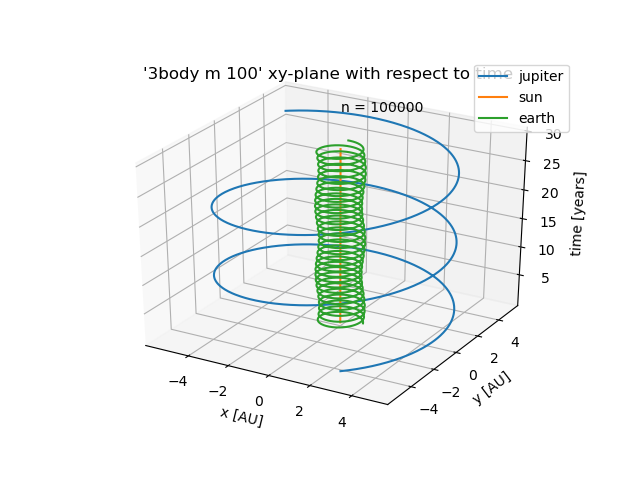 '3body m 100' xy-plane with respect to time
jupiter
sun
earth
n = 100000
30
25
20
15
10
5
time [years]
−4
−2
0
2
4
x [AU]
−4
−2
0
2
4
y [AU]